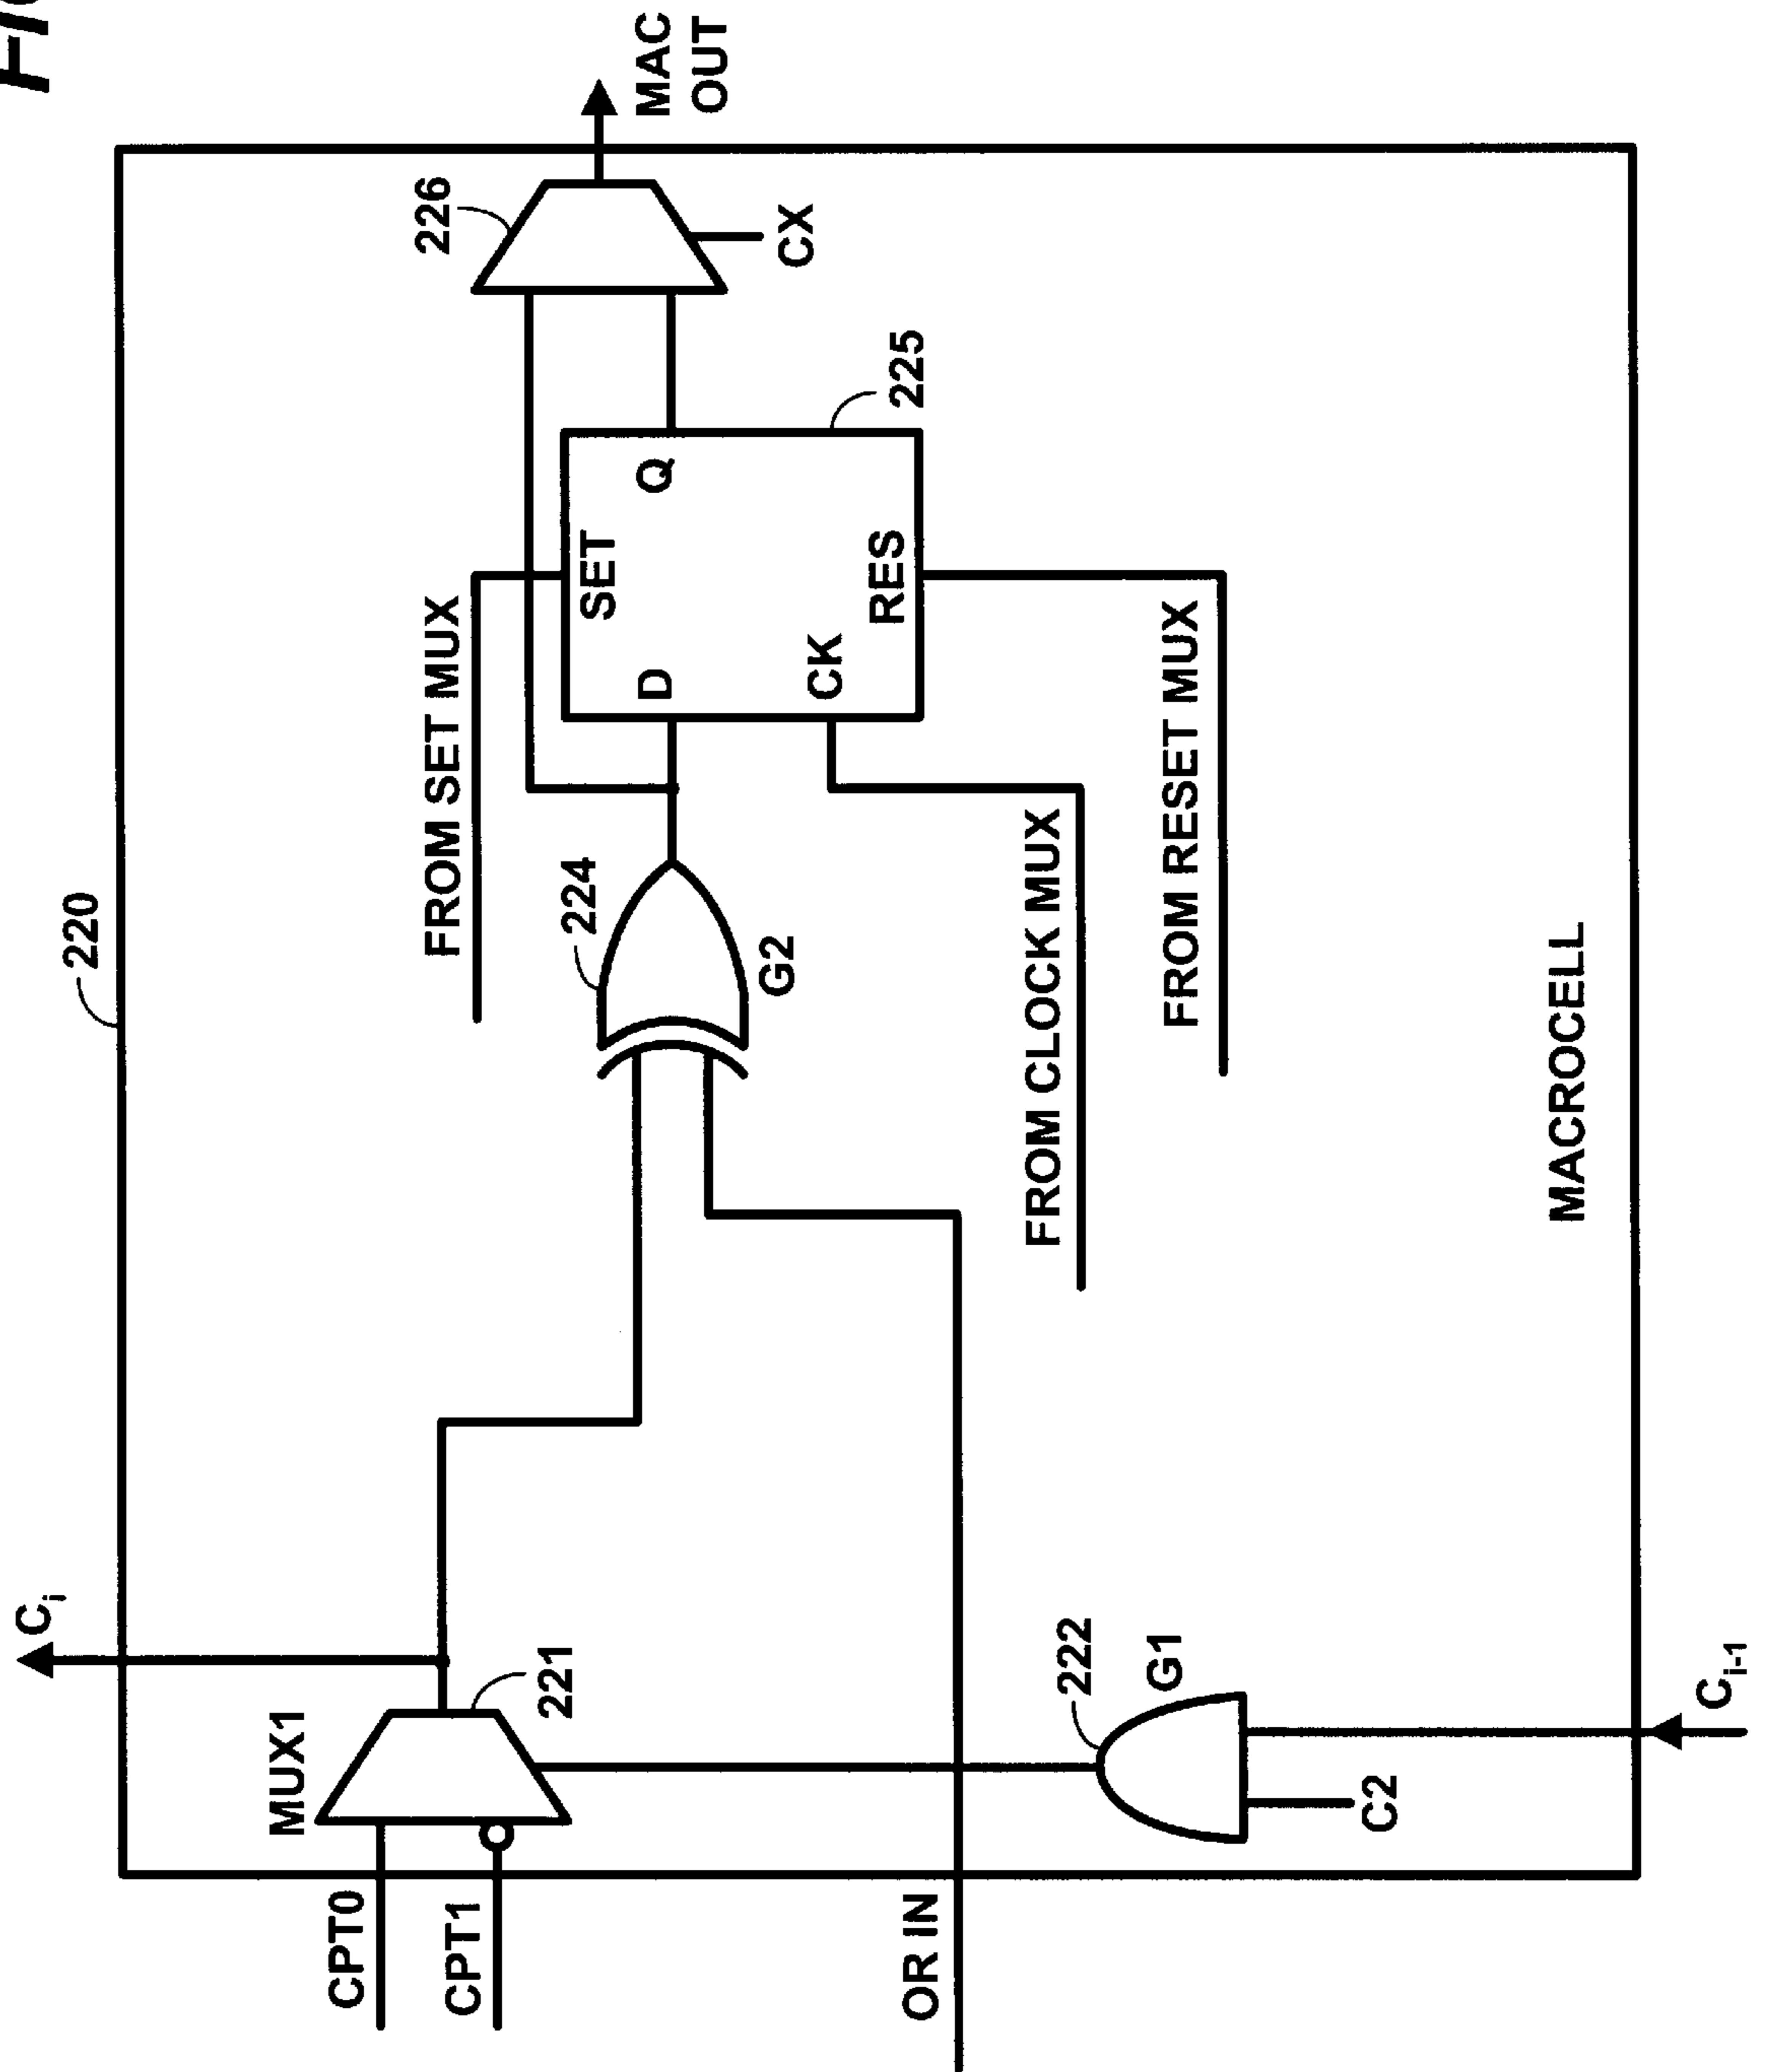 Ci
220
MUX1
CPT0
226
FROM SET MUX
CPT1
221
224
SET
D
Q
MAC
OUT
G2
CX
CK
RES
225
OR IN
FROM CLOCK MUX
222
G1
FROM RESET MUX
C2
MACROCELL
Ci-1